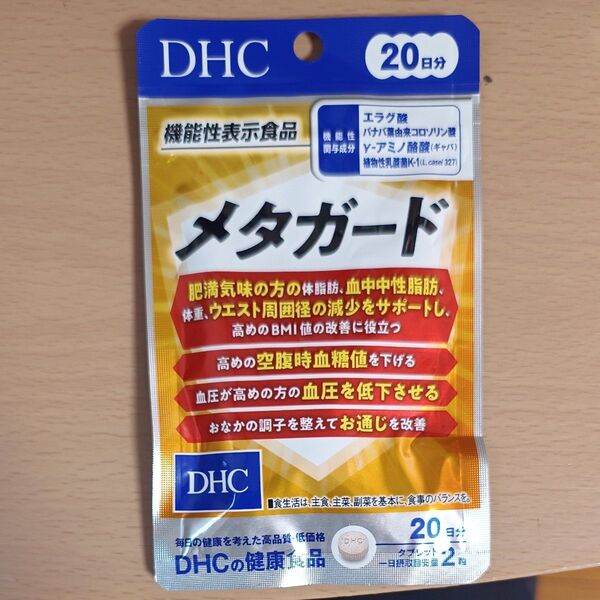 DHC
20日分
機能性表示食品
機能性
関与成分
エラグ酸
バナバ葉由来コロソリン酸
γ-アミノ酪酸(ギャバ)
植物性乳酸菌K-1(L.casei 327)
メタガード
肥満気味の方の体脂肪、血中中性脂肪、
体重、ウエスト周囲径の減少をサポートし、
高めのBMI値の改善に役立つ
高めの空腹時血糖値を下げる
血圧が高めの方の血圧を低下させる
おなかの調子を整えてお通じを改善
DHC
■食生活は、主食、主菜、副菜を基本に、食事のバランスを。
毎日の健康を考えた高品質・低価格
DHCの健康食品
DHC
20日分
タブレット
一日摂取目安量2粒